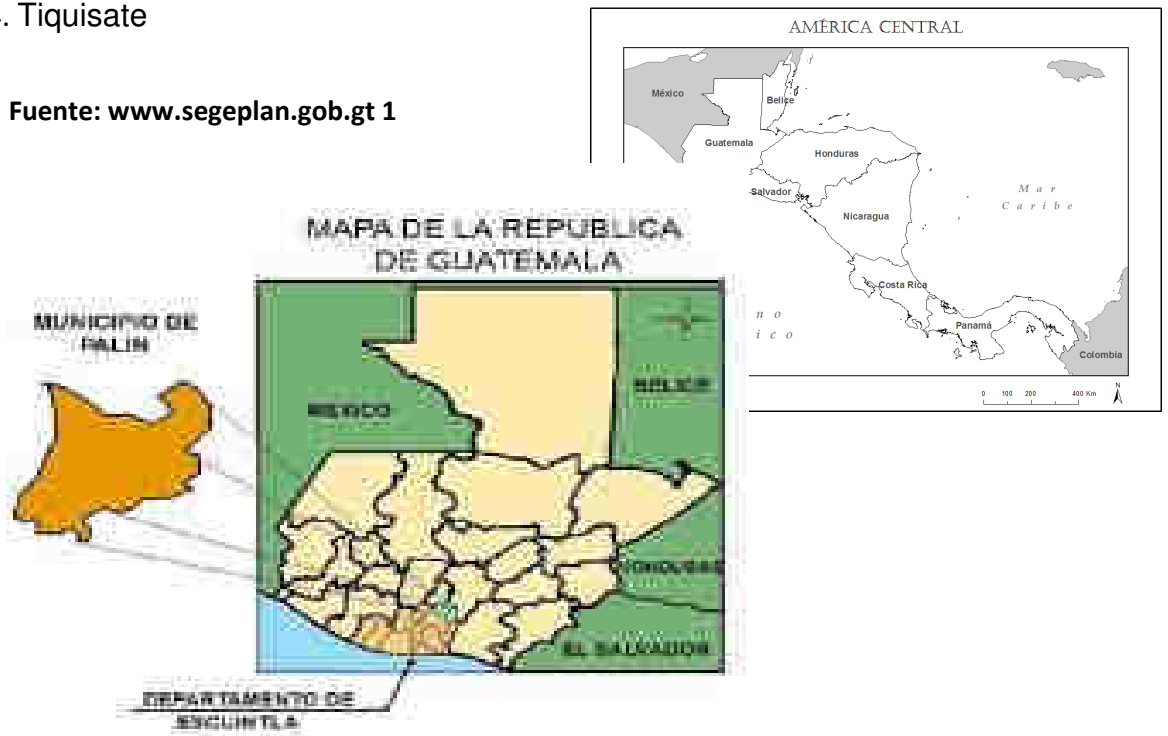 . Tiquisate
Fuente: www.segeplan.gob.gt 1
AMÉRICA CENTRAL
México
Belice
Guatemala
Honduras
Salvador
Nicaragua
Mar
Caribe
Costa Rica
Panamá
Colombia
n o
i c o
0 100 200 400 Km
N
MAPA DE LA REPUBLICA
DE GUATEMALA
MUNICIPIO DE
PALIN
MEXICO
BELICE
HONDURAS
EL SALVADOR
DEPARTAMENTO DE
ESCUINTLA